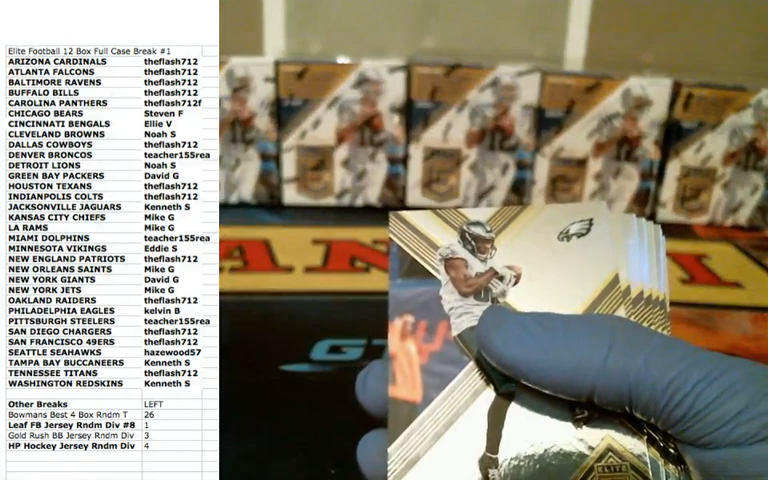 Elite Football 12 Box Full Case Break #1
ARIZONA CARDINALS theflash712
ATLANTA FALCONS theflash712
BALTIMORE RAVENS theflash712
BUFFALO BILLS theflash712
CAROLINA PANTHERS theflash712f
CHICAGO BEARS Steven F
CINCINNATI BENGALS Ellie V
CLEVELAND BROWNS Noah S
DALLAS COWBOYS theflash712
DENVER BRONCOS teacher155rea
DETROIT LIONS Noah S
GREEN BAY PACKERS David G
HOUSTON TEXANS theflash712
INDIANPOLIS COLTS theflash712
JACKSONVILLE JAGUARS Kenneth S
KANSAS CITY CHIEFS Mike G
LA RAMS Mike G
MIAMI DOLPHINS teacher155rea
MINNESOTA VIKINGS Eddie S
NEW ENGLAND PATRIOTS theflash712
NEW ORLEANS SAINTS Mike G
NEW YORK GIANTS David G
NEW YORK JETS Mike G
OAKLAND RAIDERS theflash712
PHILADELPHIA EAGLES kelvin B
PITTSBURGH STEELERS teacher155rea
SAN DIEGO CHARGERS theflash712
SAN FRANCISCO 49ERS theflash712
SEATTLE SEAHAWKS hazewood57
TAMPA BAY BUCCANEERS Kenneth S
TENNESSEE TITANS theflash712
WASHINGTON REDSKINS Kenneth S
Other Breaks LEFT
Bowmans Best 4 Box Rndm T 26
Leaf FB Jersey Rndm Div #8 1
Gold Rush BB Jersey Rndm Div 3
HP Hockey Jersey Rndm Div 4
ELITE